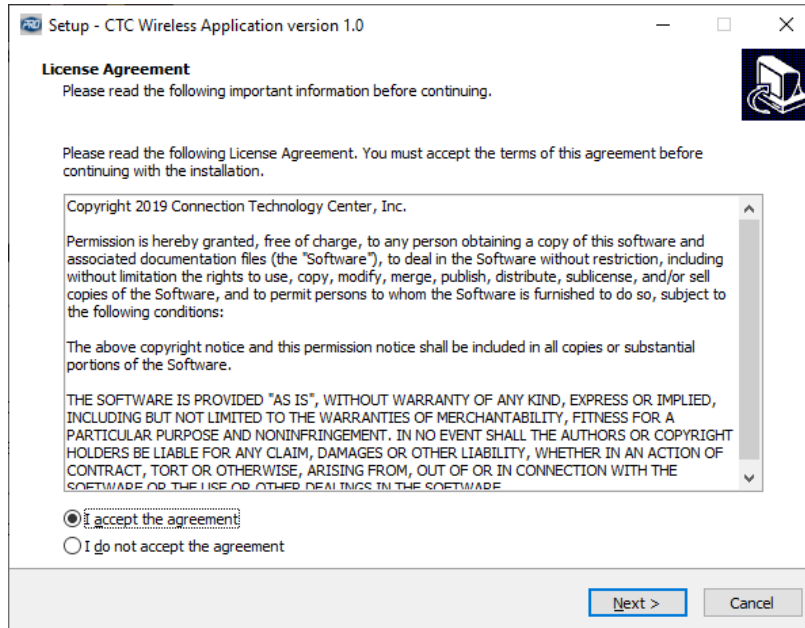 Setup - CTC Wireless Application version 1.0
License Agreement
Please read the following important information before continuing.
Please read the following License Agreement. You must accept the terms of this agreement before
continuing with the installation.
Copyright 2019 Connection Technology Center, Inc.
Permission is hereby granted, free of charge, to any person obtaining a copy of this software and
associated documentation files (the "Software"), to deal in the Software without restriction, including
without limitation the rights to use, copy, modify, merge, publish, distribute, sublicense, and/or sell
copies of the Software, and to permit persons to whom the Software is furnished to do so, subject to
the following conditions:
The above copyright notice and this permission notice shall be included in all copies or substantial
portions of the Software.
THE SOFTWARE IS PROVIDED "AS IS", WITHOUT WARRANTY OF ANY KIND, EXPRESS OR IMPLIED,
INCLUDING BUT NOT LIMITED TO THE WARRANTIES OF MERCHANTABILITY, FITNESS FOR A
PARTICULAR PURPOSE AND NONINFRINGEMENT. IN NO EVENT SHALL THE AUTHORS OR COPYRIGHT
HOLDERS BE LIABLE FOR ANY CLAIM, DAMAGES OR OTHER LIABILITY, WHETHER IN AN ACTION OF
CONTRACT, TORT OR OTHERWISE, ARISING FROM, OUT OF OR IN CONNECTION WITH THE
SOFTWARE OR THE USE OR OTHER DEALINGS IN THE SOFTWARE
I accept the agreement
I do not accept the agreement
Next >
Cancel